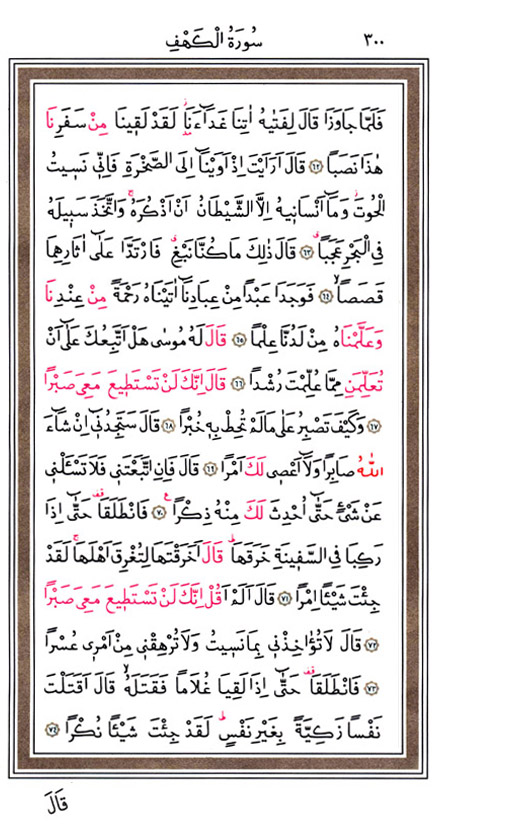 ٣٠٠ سُورَةُ الْكَهْفِ
فَلَمَّا جَاوَزَا قَالَ لِفَتٰيهُ اٰتِنَا غَدَٓاءَنَاۘ لَقَدْ لَقٖينَا مِنْ سَفَرِنَا
هٰذَا نَصَبًا ﴿٦٢﴾ قَالَ اَرَاَيْتَ اِذْ اَوَيْنَٓا اِلَى الصَّخْرَةِ فَاِنّٖى نَسٖيتُ
الْحُوتَۘ وَمَٓا اَنْسَانٖيهُ اِلَّا الشَّيْطَانُ اَنْ اَذْكُرَهُۚ وَاتَّخَذَ سَبٖيلَهُ
فِى الْبَحْرِ عَجَبًا ﴿٦٣﴾ قَالَ ذٰلِكَ مَا كُنَّا نَبْغِ فَارْتَدَّا عَلٰٓى اٰثَارِهِمَا
قَصَصًاۙ ﴿٦٤﴾ فَوَجَدَا عَبْدًا مِنْ عِبَادِنَٓا اٰتَيْنَاهُ رَحْمَةً مِنْ عِنْدِنَا
وَعَلَّمْنَاهُ مِنْ لَدُنَّا عِلْمًا ﴿٦٥﴾ قَالَ لَهُ مُوسٰى هَلْ اَتَّبِعُكَ عَلٰٓى اَنْ
تُعَلِّمَنِ مِمَّا عُلِّمْتَ رُشْدًا ﴿٦٦﴾ قَالَ اِنَّكَ لَنْ تَسْتَطٖيعَ مَعِىَ صَبْرًا
﴿٦٧﴾ وَكَيْفَ تَصْبِرُ عَلٰى مَا لَمْ تُحِطْ بِهٖ خُبْرًا ﴿٦٨﴾ قَالَ سَتَجِدُنٖٓى اِنْ شَٓاءَ
اللّٰهُ صَابِرًا وَلَٓا اَعْصٖى لَكَ اَمْرًا ﴿٦٩﴾ قَالَ فَاِنِ اتَّبَعْتَنٖى فَلَا تَسْـَٔلْنٖى
عَنْ شَىْءٍ حَتّٰٓى اُحْدِثَ لَكَ مِنْهُ ذِكْرًا ﴿٧٠﴾ فَانْطَلَقَا حَتّٰٓى اِذَا
رَكِبَا فِى السَّفٖينَةِ خَرَقَهَاۜ قَالَ اَخَرَقْتَهَا لِتُغْرِقَ اَهْلَهَاۚ لَقَدْ
جِئْتَ شَيْـًٔا اِمْرًا ﴿٧١﴾ قَالَ اَلَمْ اَقُلْ اِنَّكَ لَنْ تَسْتَطٖيعَ مَعِىَ صَبْرًا
﴿٧٢﴾ قَالَ لَا تُؤَاخِذْنٖى بِمَا نَسٖيتُ وَلَا تُرْهِقْنٖى مِنْ اَمْرٖى عُسْرًا
﴿٧٣﴾ فَانْطَلَقَا حَتّٰٓى اِذَا لَقِيَا غُلَامًا فَقَتَلَهُۙ قَالَ اَقَتَلْتَ
نَفْسًا زَكِيَّةً بِغَيْرِ نَفْسٍۜ لَقَدْ جِئْتَ شَيْـًٔا نُكْرًا ﴿٧٤﴾
قَالَ